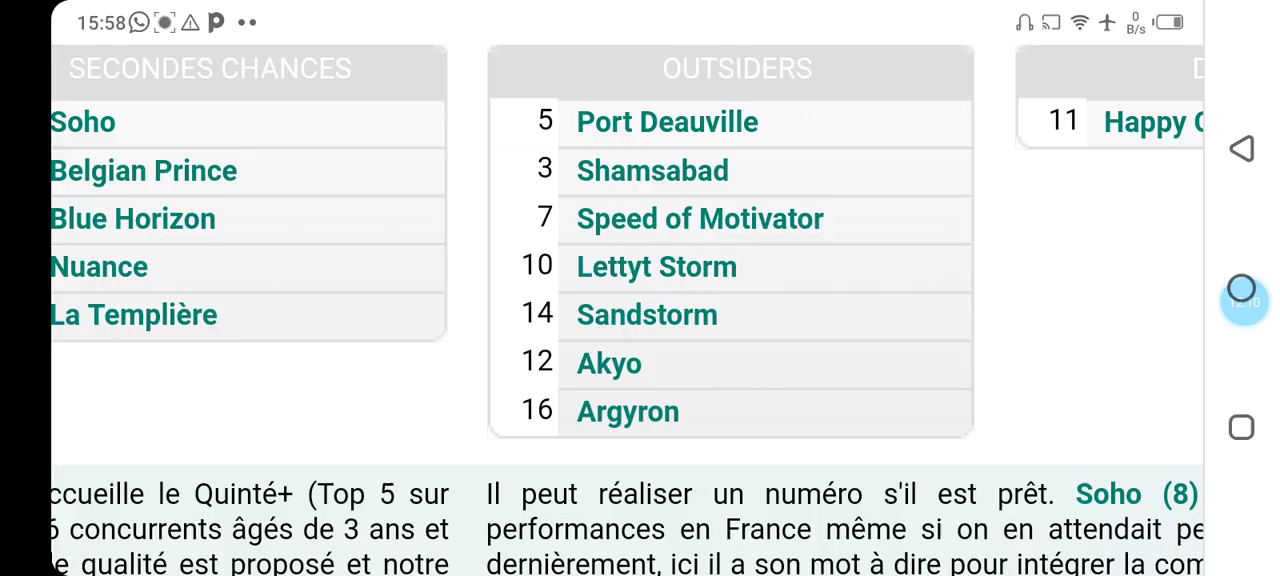 15:58
0
B/s
SECONDES CHANCES
Soho
Belgian Prince
Blue Horizon
Nuance
La Templière
OUTSIDERS
5 Port Deauville
3 Shamsabad
7 Speed of Motivator
10 Lettyt Storm
14 Sandstorm
12 Akyo
16 Argyron
11 Happy
12:10
ccueille le Quinté+ (Top 5 sur
6 concurrents âgés de 3 ans et
e qualité est proposé et notre
Il peut réaliser un numéro s'il est prêt. Soho (8)
performances en France même si on en attendait pe
dernièrement, ici il a son mot à dire pour intégrer la com